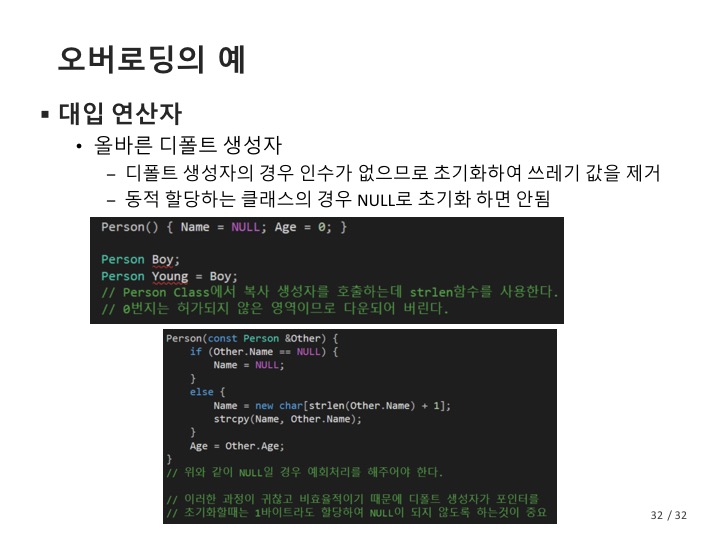 오버로딩의 예
▪ 대입 연산자
• 올바른 디폴트 생성자
– 디폴트 생성자의 경우 인수가 없으므로 초기화하여 쓰레기 값을 제거
– 동적 할당하는 클래스의 경우 NULL로 초기화 하면 안됨
Person() { Name = NULL; Age = 0; }
Person Boy;
Person Young = Boy;
// Person Class에서 복사 생성자를 호출하는데 strlen함수를 사용한다.
// 0번지는 허가되지 않은 영역이므로 다운되어 버린다.
Person(const Person &Other) {
if (Other.Name == NULL) {
Name = NULL;
}
else {
Name = new char[strlen(Other.Name) + 1];
strcpy(Name, Other.Name);
}
Age = Other.Age;
}
// 위와 같이 NULL일 경우 예회처리를 해주어야 한다.
// 이러한 과정이 귀찮고 비효율적이기 때문에 디폴트 생성자가 포인터를
// 초기화할때는 1바이트라도 할당하여 NULL이 되지 않도록 하는것이 중요
32 / 32